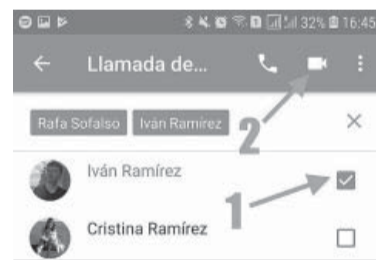 32% 16:45
Llamada de...
Rafa Sofalso Iván Ramírez
2
Iván Ramírez
1
Cristina Ramírez